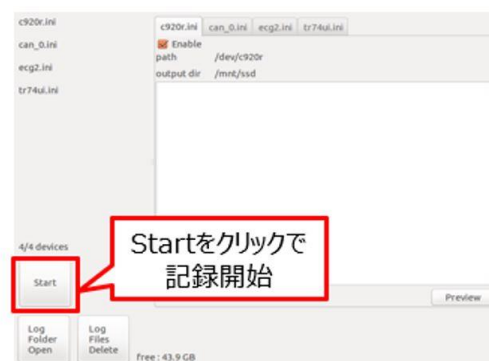 c920r.ini
can_0.ini
ecg2.ini
tr74ui.ini
c920r.ini can_0.ini ecg2.ini tr74ui.ini
Enable
path /dev/c920r
output dir /mnt/ssd
4/4 devices
Start
Startをクリックで
記録開始
Preview
Log
Folder
Open
Log
Files
Delete
free : 43.9 GB